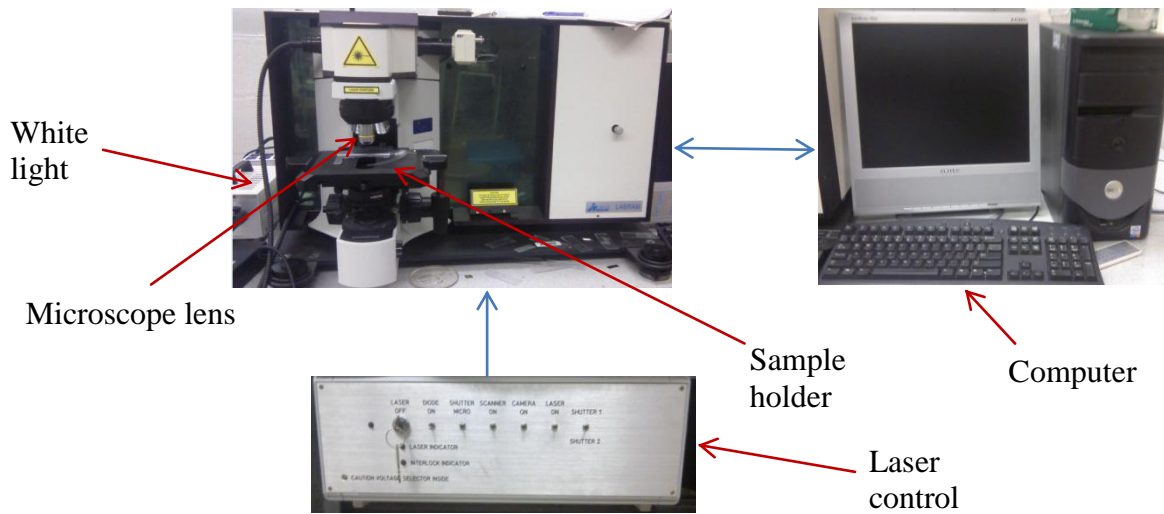 White
light
Microscope lens
LABRAM
Sample
holder
Computer
LASER
OFF
DIODE
ON
SHUTTER
MICRO
SCANNER
ON
CAMERA
ON
LASER
ON
SHUTTER 1
SHUTTER 2
LASER INDICATOR
INTERLOCK INDICATOR
CAUTION VOLTAGE SELECTOR INSIDE
Laser
control